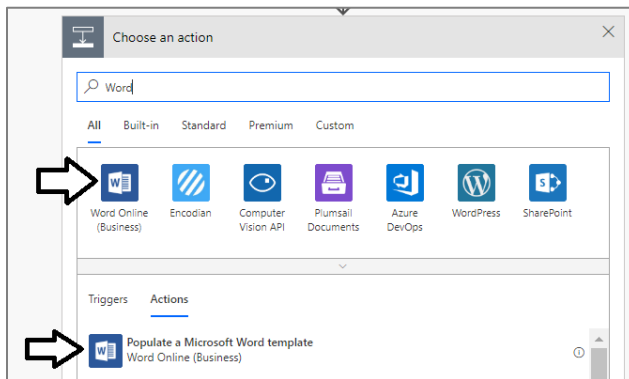 Choose an action
Word
All Built-in Standard Premium Custom
Word Online Encodian Computer Plumsail Azure WordPress SharePoint
(Business) Vision API Documents DevOps
Triggers Actions
Populate a Microsoft Word template
Word Online (Business)